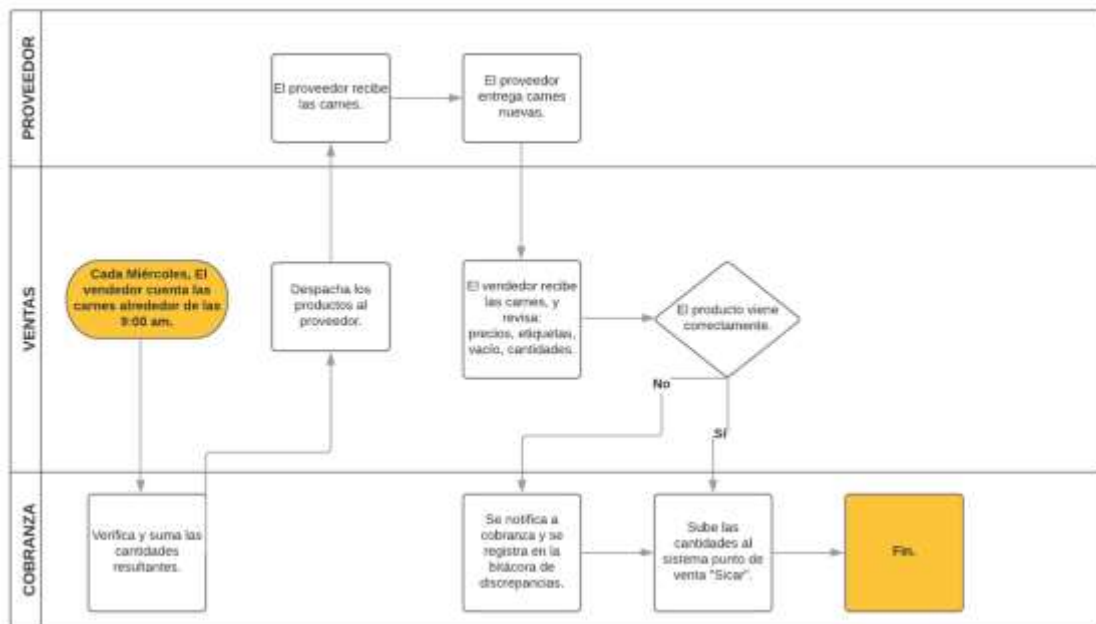 PROVEEDOR
El proveedor recibe
las carnes.
El proveedor
entrega carnes
nuevas.
VENTAS
Cada Miércoles, El
vendedor cuenta las
carnes alrededor de las
9:00 am.
Despacha los
productos al
proveedor.
El vendedor recibe
las carnes, y
revisa:
precios, etiquetas,
vacío, cantidades.
El producto viene
correctamente.
No
Sí
COBRANZA
Verifica y suma las
cantidades
resultantes.
Se notifica a
cobranza y se
registra en la
bitácora de
discrepancias.
Sube las
cantidades al
sistema punto de
venta "Sicar".
Fin.